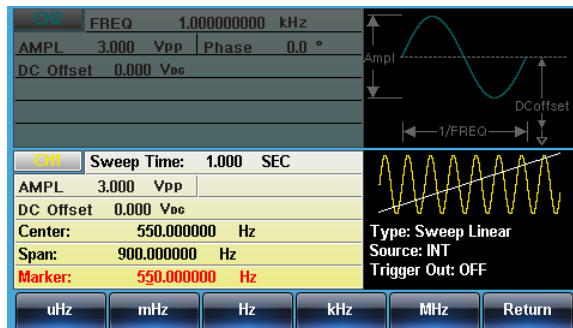 CH2 FREQ 1.000000000 kHz
AMPL 3.000 Vpp Phase 0.0 °
DC Offset 0.000 VDC
Ampl
DCoffset
1/FREQ
CH1 Sweep Time: 1.000 SEC
AMPL 3.000 Vpp
DC Offset 0.000 VDC
Center: 550.000000 Hz
Span: 900.000000 Hz
Marker: 550.000000 Hz
Type: Sweep Linear
Source: INT
Trigger Out: OFF
uHz mHz Hz kHz MHz Return